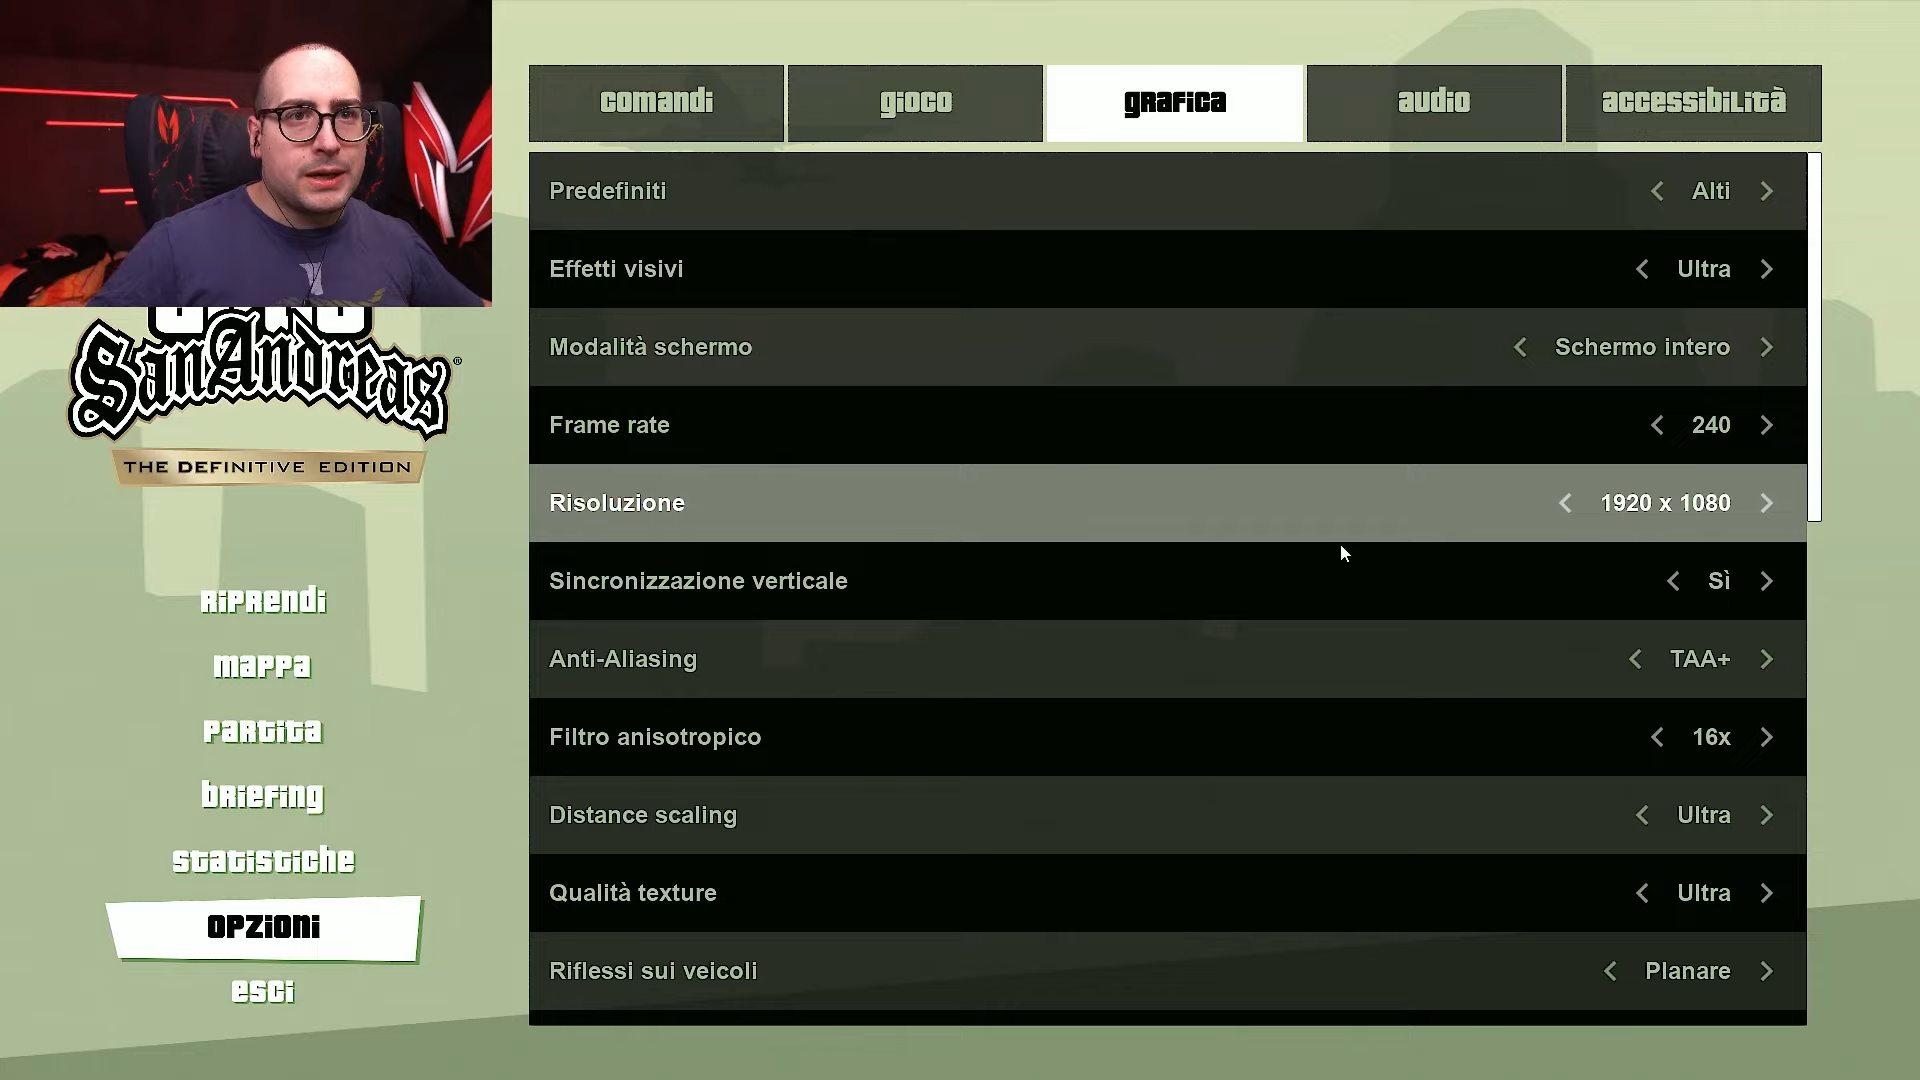 comandi
gioco
grafica
audio
accessibilità
Predefiniti
Alti
Effetti visivi
Ultra
Modalità schermo
Schermo intero
Frame rate
240
Risoluzione
1920 x 1080
Sincronizzazione verticale
Sì
Anti-Aliasing
TAA+
Filtro anisotropico
16x
Distance scaling
Ultra
Qualità texture
Ultra
Riflessi sui veicoli
Planare
San Andreas®
THE DEFINITIVE EDITION
riprendi
mappa
partita
briefing
statistiche
opzioni
esci